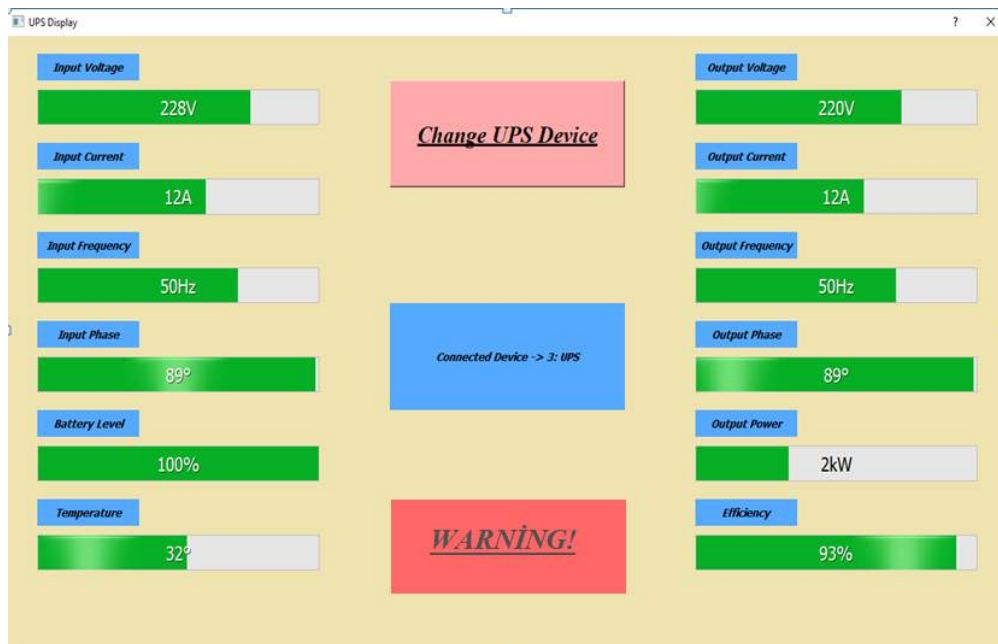 UPS Display
?
Input Voltage
228V
Input Current
12A
Input Frequency
50Hz
Input Phase
89°
Battery Level
100%
Temperature
32°
Change UPS Device
Connected Device -> 3: UPS
WARNİNG!
Output Voltage
220V
Output Current
12A
Output Frequency
50Hz
Output Phase
89°
Output Power
2kW
Efficiency
93%